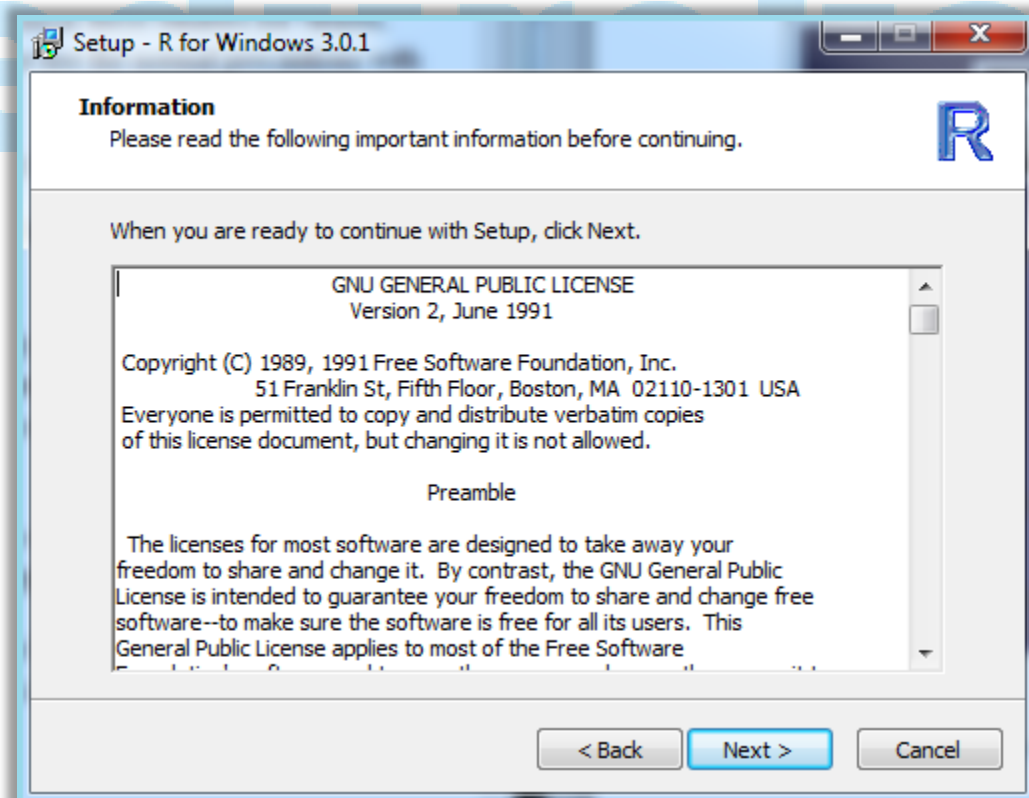 Setup - R for Windows 3.0.1
Information
Please read the following important information before continuing.
R
When you are ready to continue with Setup, click Next.
GNU GENERAL PUBLIC LICENSE
Version 2, June 1991
Copyright (C) 1989, 1991 Free Software Foundation, Inc.
51 Franklin St, Fifth Floor, Boston, MA 02110-1301 USA
Everyone is permitted to copy and distribute verbatim copies
of this license document, but changing it is not allowed.
Preamble
The licenses for most software are designed to take away your
freedom to share and change it. By contrast, the GNU General Public
License is intended to guarantee your freedom to share and change free
software--to make sure the software is free for all its users. This
General Public License applies to most of the Free Software
< Back
Next >
Cancel